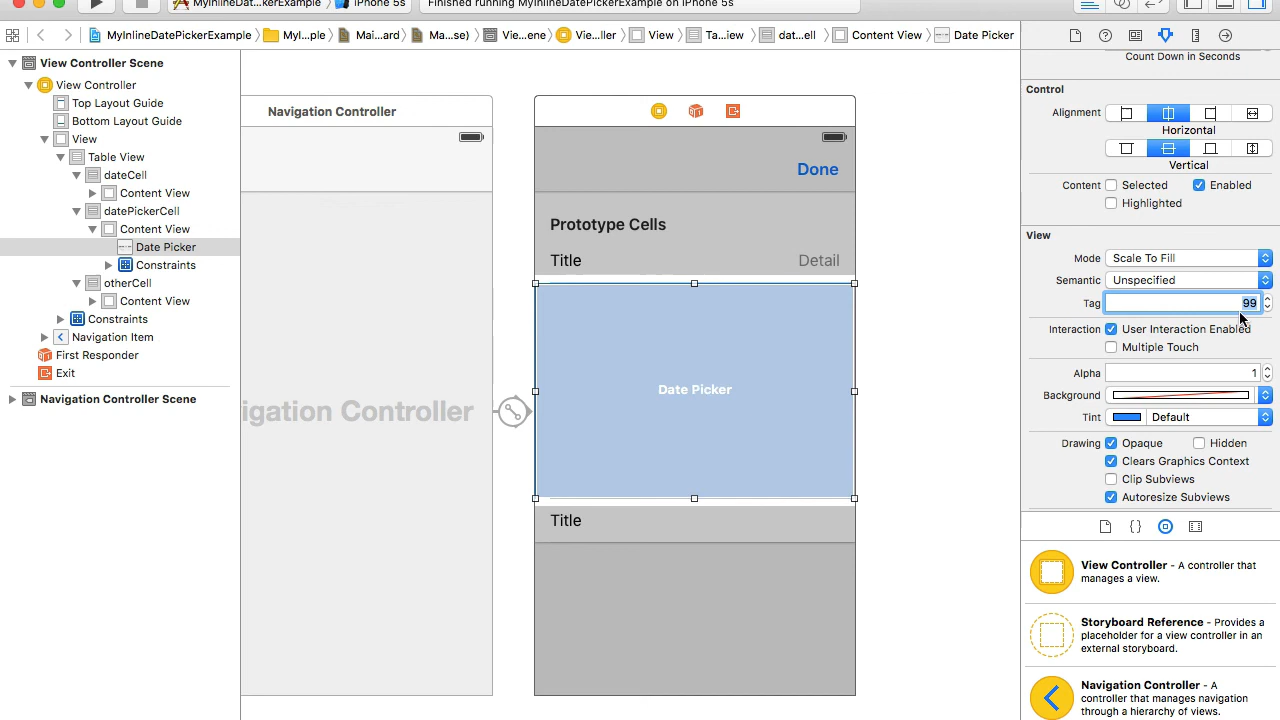 MyInlineDat...kerExample › iPhone 5s
Finished running MyInlineDatePickerExample on iPhone 5s
MyInlineDatePickerExample › MyI...ple › Mai...ard › Ma...se) › Vie...ene › Vie...ller › View › Ta...iew › dat...ell › Content View › Date Picker
View Controller Scene
View Controller
Top Layout Guide
Bottom Layout Guide
View
Table View
dateCell
Content View
datePickerCell
Content View
Date Picker
Constraints
otherCell
Content View
Constraints
Navigation Item
First Responder
Exit
Navigation Controller Scene
Navigation Controller
igation Controller
Done
Prototype Cells
Title Detail
Date Picker
Title
Count Down in Seconds
Control
Alignment
Horizontal
Vertical
Content Selected Enabled
Highlighted
View
Mode Scale To Fill
Semantic Unspecified
Tag 99
Interaction User Interaction Enabled
Multiple Touch
Alpha 1
Background
Tint Default
Drawing Opaque Hidden
Clears Graphics Context
Clip Subviews
Autoresize Subviews
{ }
View Controller - A controller that
manages a view.
Storyboard Reference - Provides a
placeholder for a view controller in an
external storyboard.
Navigation Controller - A
controller that manages navigation
through a hierarchy of views.